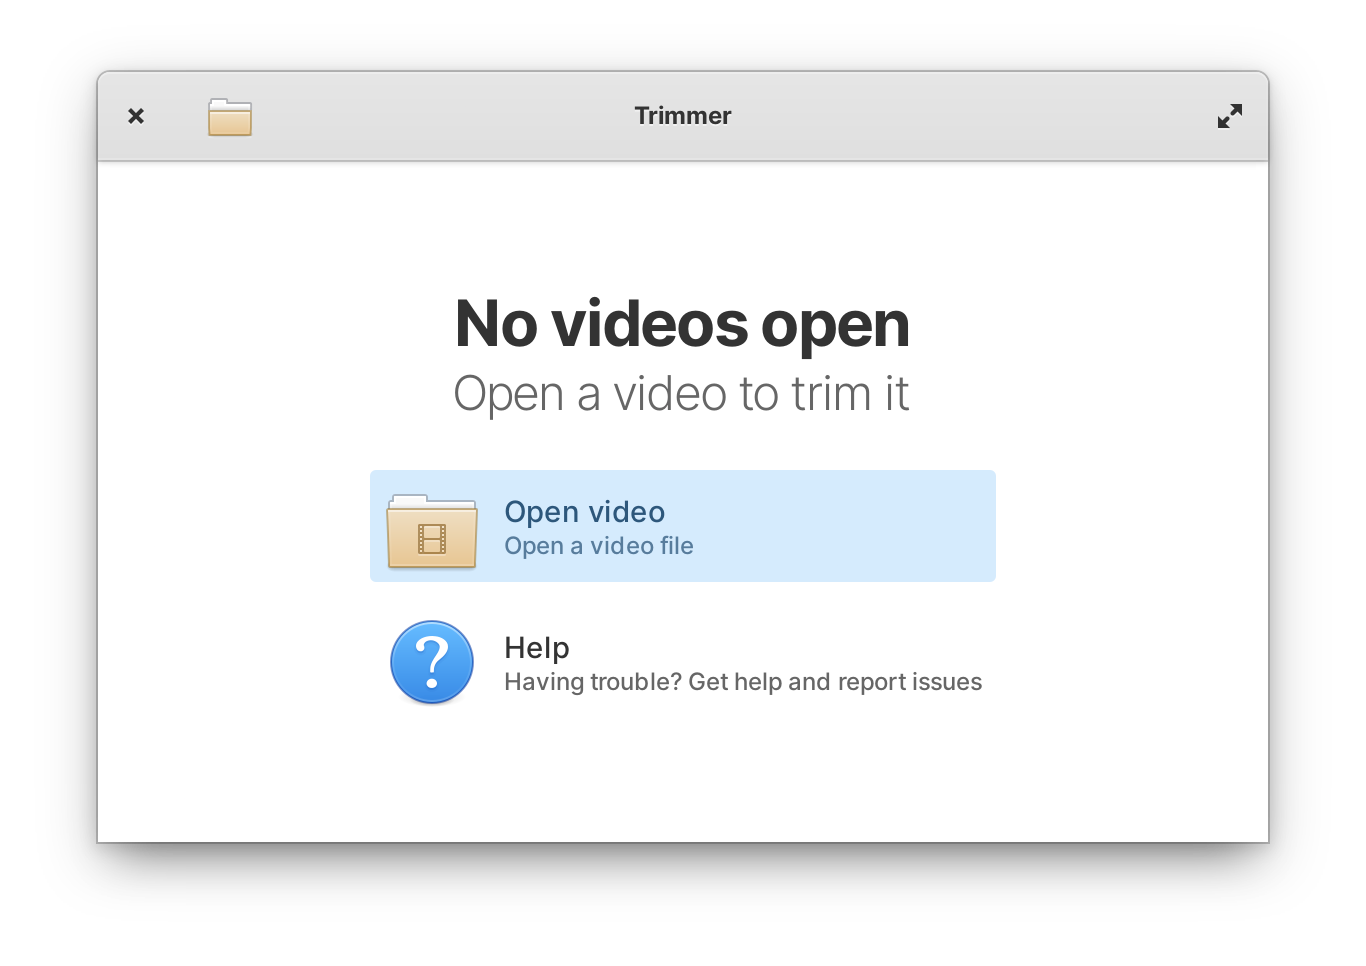 Trimmer
No videos open
Open a video to trim it
Open video
Open a video file
Help
Having trouble? Get help and report issues